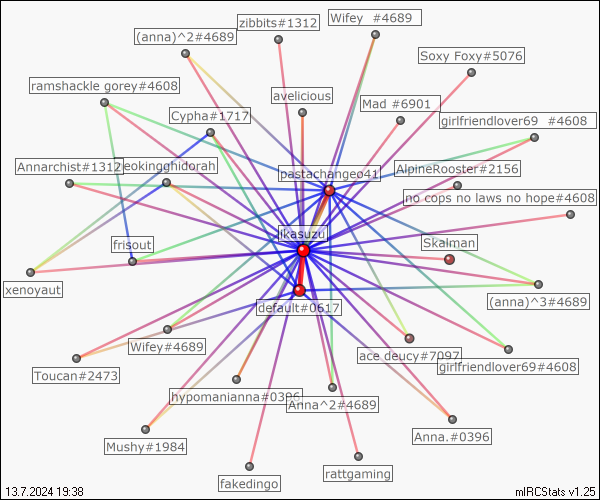 zibbits#1312
Wifey #4689
(anna)^2#4689
Soxy Foxy#5076
ramshackle gorey#4608
avelicious
Mad #6901
Cypha#1717
girlfriendlover69 #4608
Annarchist#1312
eokingghidorah
pastachangeo41
AlpineRooster#2156
no cops no laws no hope#4608
jkasuzu
frisout
Skalman
xenoyaut
(anna)^3#4689
default#0617
Wifey#4689
ace deucy#7097
girlfriendlover69#4608
Toucan#2473
hypomanianna#0396
Anna^2#4689
Anna.#0396
Mushy#1984
fakedingo
rattgaming
13.7.2024 19:38
mIRCStats v1.25